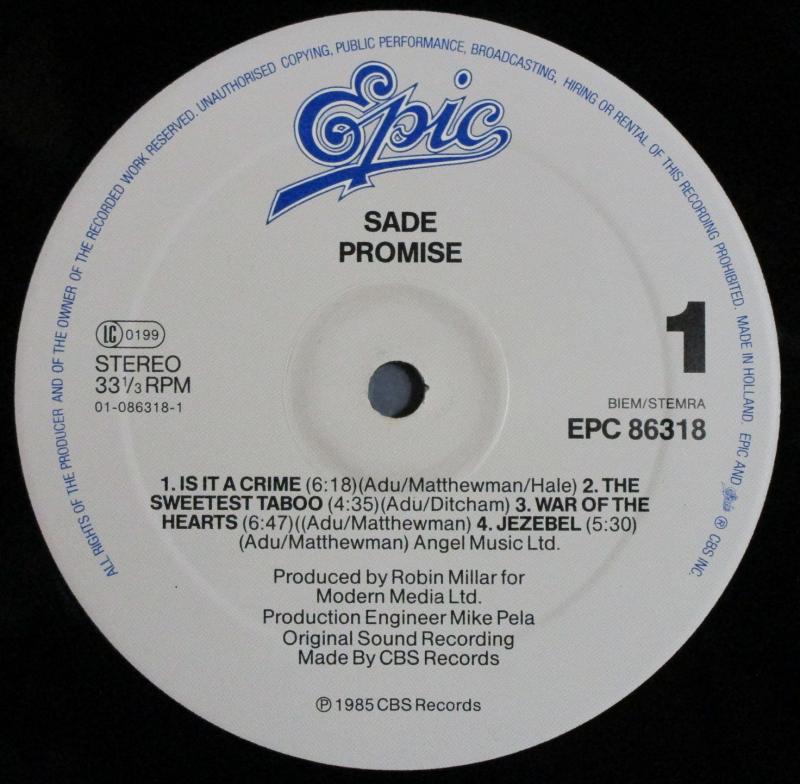 ALL RIGHTS OF THE PRODUCER AND OF THE OWNER OF THE RECORDED WORK RESERVED. UNAUTHORISED COPYING, PUBLIC PERFORMANCE, BROADCASTING, HIRING OR RENTAL OF THIS RECORDING PROHIBITED. MADE IN HOLLAND. EPIC AND Epic ® CBS INC.
Epic
SADE
PROMISE
LC 0199
STEREO
33 1/3 RPM
01-086318-1
1
BIEM/STEMRA
EPC 86318
1. IS IT A CRIME (6:18)(Adu/Matthewman/Hale) 2. THE
SWEETEST TABOO (4:35)(Adu/Ditcham) 3. WAR OF THE
HEARTS (6:47)((Adu/Matthewman) 4. JEZEBEL (5:30)
(Adu/Matthewman) Angel Music Ltd.
Produced by Robin Millar for
Modern Media Ltd.
Production Engineer Mike Pela
Original Sound Recording
Made By CBS Records
℗ 1985 CBS Records